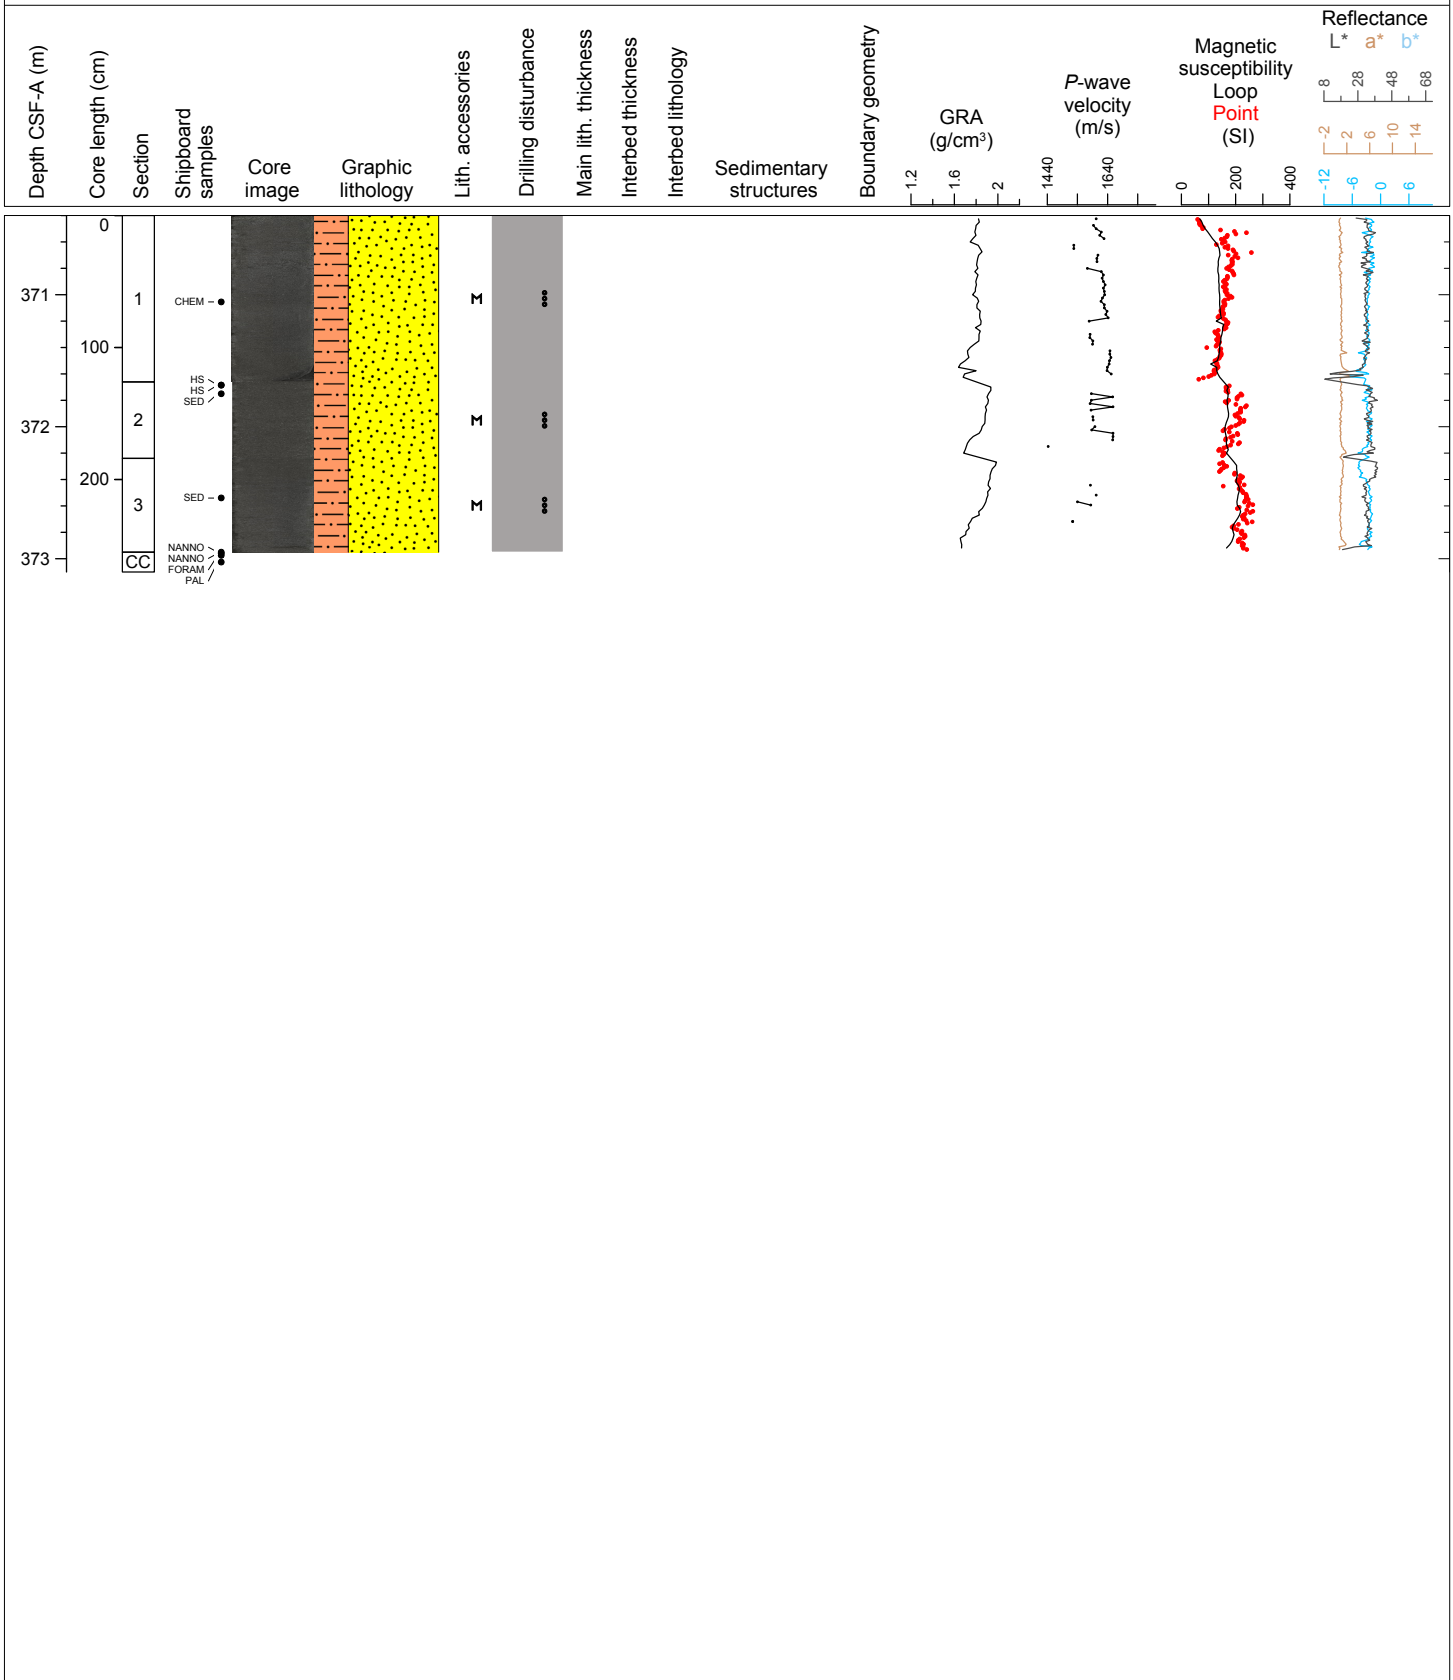 Depth CSF-A (m)
Core length (cm)
Section
Shipboard
samples
Core
image
Graphic
lithology
Lith. accessories
Drilling disturbance
Main lith. thickness
Interbed thickness
Interbed lithology
Sedimentary
structures
Boundary geometry
GRA
(g/cm³)
1.2
1.6
2
P-wave
velocity
(m/s)
1440
1640
Magnetic
susceptibility
Loop
Point
(SI)
0
200
400
Reflectance
L* a* b*
8 28 48 68
-2 2 6 10 14
-12 -6 0 6
0
371
1
CHEM
M
100
HS
HS
SED
372
2
M
200
3
SED
M
373
CC
NANNO
NANNO
FORAM
PAL